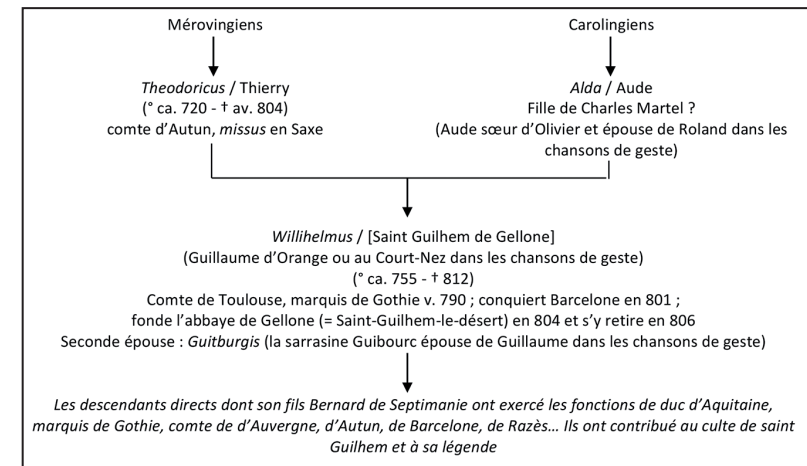 Mérovingiens
Carolingiens
Theodoricus / Thierry
(° ca. 720 - † av. 804)
comte d’Autun, missus en Saxe
Alda / Aude
Fille de Charles Martel ?
(Aude sœur d’Olivier et épouse de Roland dans les
chansons de geste)
Willihelmus / [Saint Guilhem de Gellone]
(Guillaume d’Orange ou au Court-Nez dans les chansons de geste)
(° ca. 755 - † 812)
Comte de Toulouse, marquis de Gothie v. 790 ; conquiert Barcelone en 801 ;
fonde l’abbaye de Gellone (= Saint-Guilhem-le-désert) en 804 et s’y retire en 806
Seconde épouse : Guitburgis (la sarrasine Guibourc épouse de Guillaume dans les chansons de geste)
Les descendants directs dont son fils Bernard de Septimanie ont exercé les fonctions de duc d’Aquitaine,
marquis de Gothie, comte de d’Auvergne, d’Autun, de Barcelone, de Razès… Ils ont contribué au culte de saint
Guilhem et à sa légende